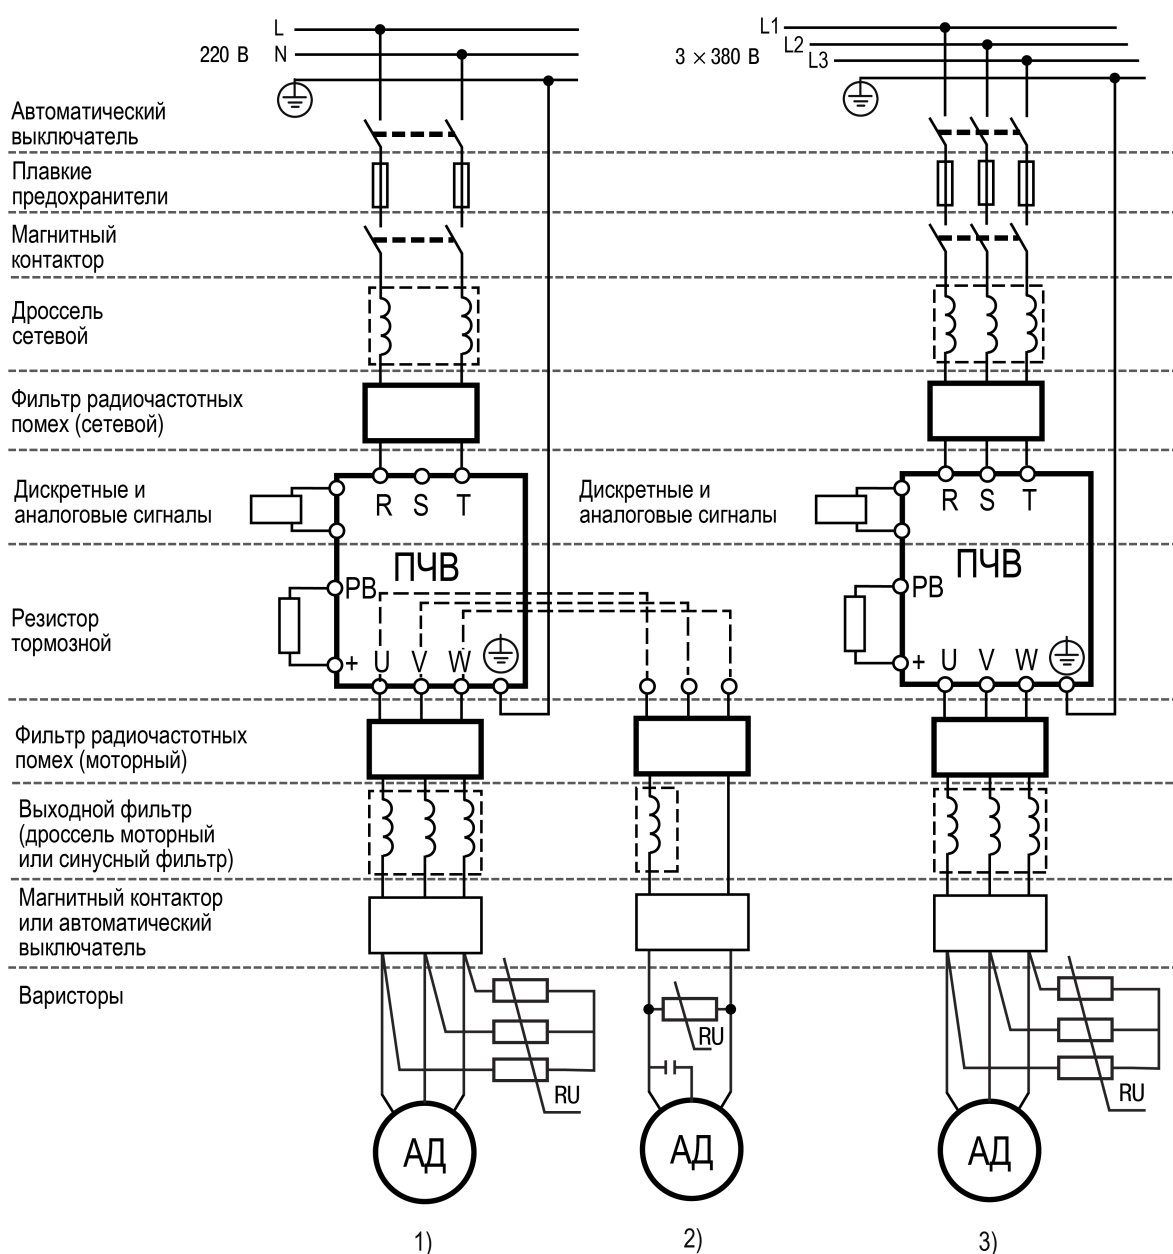 L
220 В
N
L1
L2
3 × 380 В
L3
Автоматический
выключатель
Плавкие
предохранители
Магнитный
контактор
Дроссель
сетевой
Фильтр радиочастотных
помех (сетевой)
Дискретные и
аналоговые сигналы
R S T
Дискретные и
аналоговые сигналы
R S T
ПЧВ
ПЧВ
PB
PB
Резистор
тормозной
+ U V W
+ U V W
Фильтр радиочастотных
помех (моторный)
Выходной фильтр
(дроссель моторный
или синусный фильтр)
Магнитный контактор
или автоматический
выключатель
Варисторы
RU
RU
RU
АД
АД
АД
1)
2)
3)